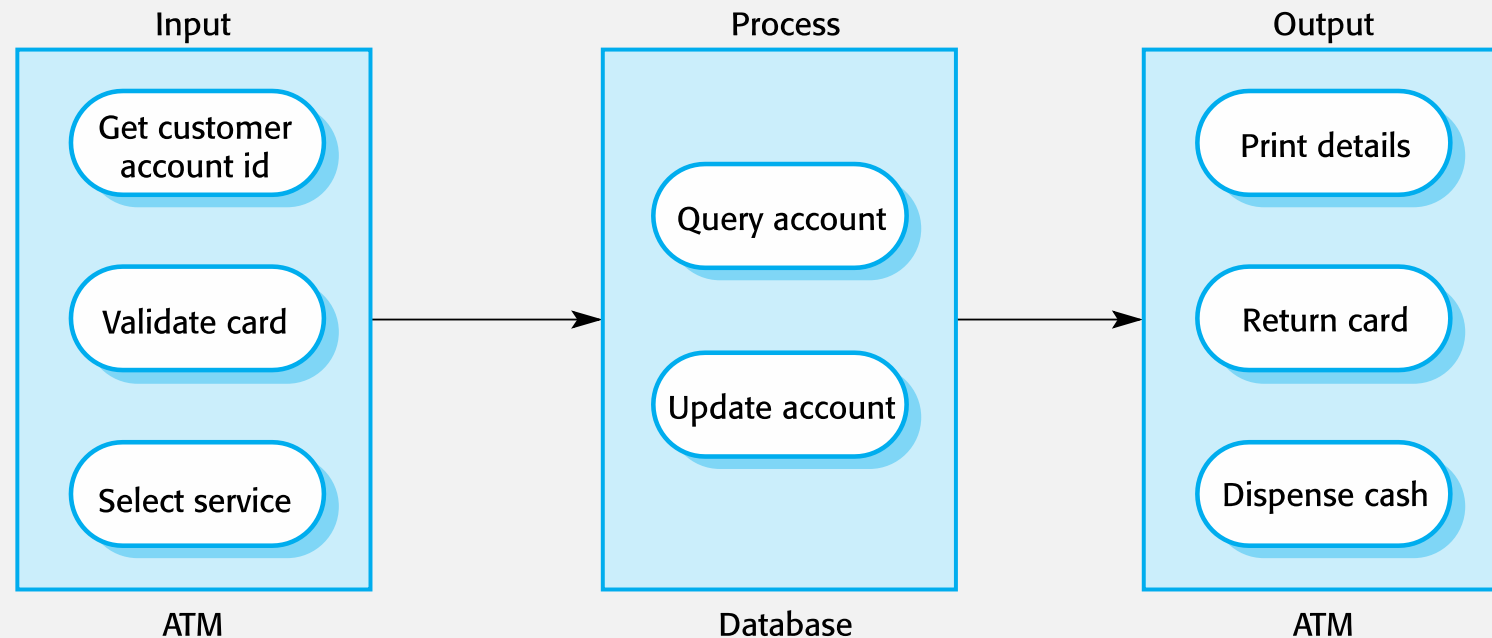 Input
Get customer
account id
Validate card
Select service
ATM
Process
Query account
Update account
Database
Output
Print details
Return card
Dispense cash
ATM